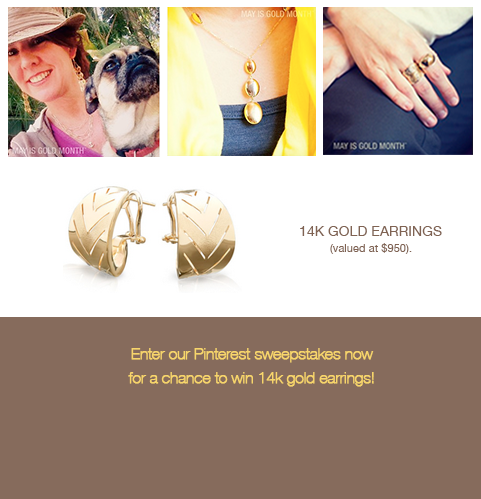 MAY IS GOLD MONTH
MAY IS GOLD MONTH
MAY IS GOLD MONTH™
14K GOLD EARRINGS
(valued at $950).
Enter our Pinterest sweepstakes now
for a chance to win 14k gold earrings!